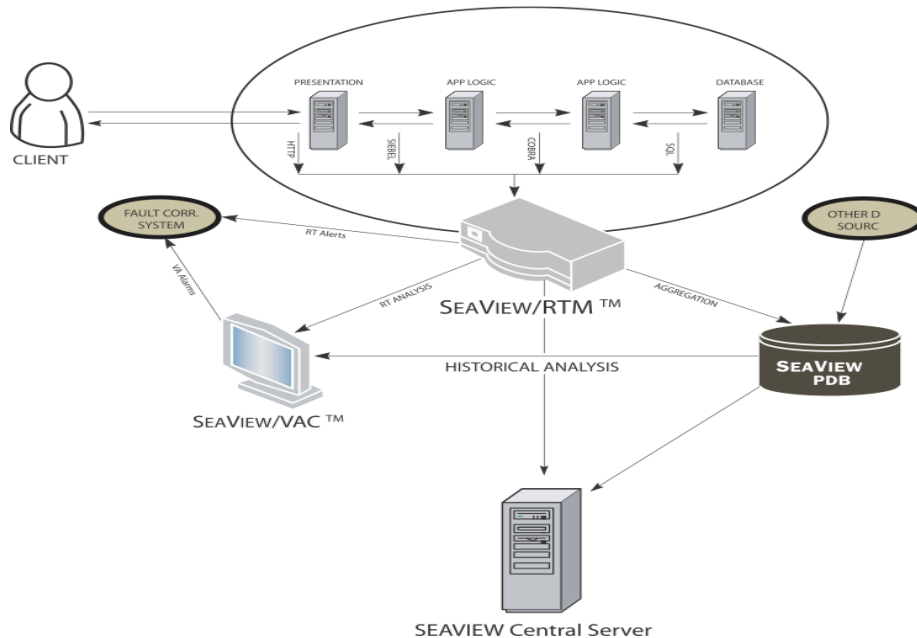 PRESENTATION
APP LOGIC
APP LOGIC
DATABASE
CLIENT
HTTP
SIEBEL
COBRA
SQL
FAULT CORR.
SYSTEM
OTHER D
SOURC
RT Alerts
VA Alarms
RT ANALYSIS
AGGREGATION
SEAVIEW/RTM ™
HISTORICAL ANALYSIS
SEAVIEW
PDB
SEAVIEW/VAC ™
SEAVIEW Central Server